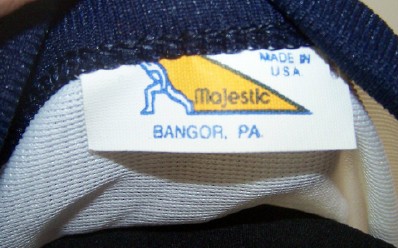 MADE IN
U.S.A.
Majestic
BANGOR, PA.